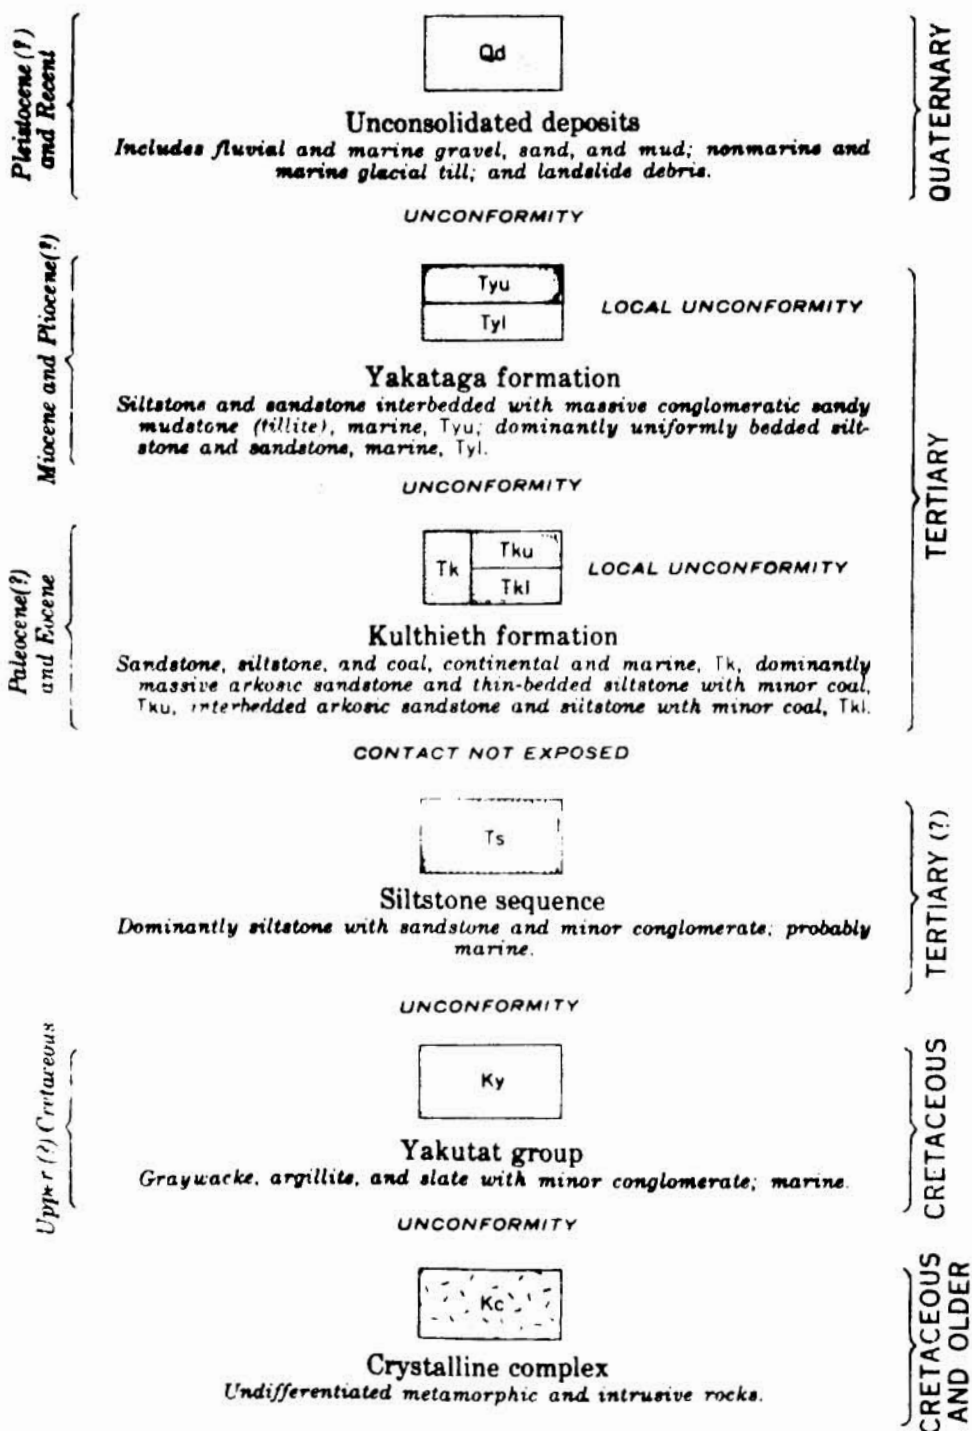 Pleistocene (?)
and Recent
Qd
Unconsolidated deposits
Includes fluvial and marine gravel, sand, and mud; nonmarine and
marine glacial till; and landslide debris.
QUATERNARY
UNCONFORMITY
Miocene and Pliocene(?)
Tyu
Tyl
LOCAL UNCONFORMITY
Yakataga formation
Siltstone and sandstone interbedded with massive conglomeratic sandy
mudstone (tillite), marine, Tyu; dominantly uniformly bedded silt-
stone and sandstone, marine, Tyl.
UNCONFORMITY
TERTIARY
Paleocene(?)
and Eocene
Tk
Tku
Tkl
LOCAL UNCONFORMITY
Kulthieth formation
Sandstone, siltstone, and coal, continental and marine, Tk, dominantly
massive arkosic sandstone and thin-bedded siltstone with minor coal,
Tku, interbedded arkosic sandstone and siltstone with minor coal, Tkl.
CONTACT NOT EXPOSED
Ts
Siltstone sequence
Dominantly siltstone with sandstone and minor conglomerate; probably
marine.
TERTIARY (?)
UNCONFORMITY
Upper (?) Cretaceous
Ky
Yakutat group
Graywacke, argillite, and slate with minor conglomerate; marine.
CRETACEOUS
UNCONFORMITY
Kc
Crystalline complex
Undifferentiated metamorphic and intrusive rocks.
CRETACEOUS
AND OLDER